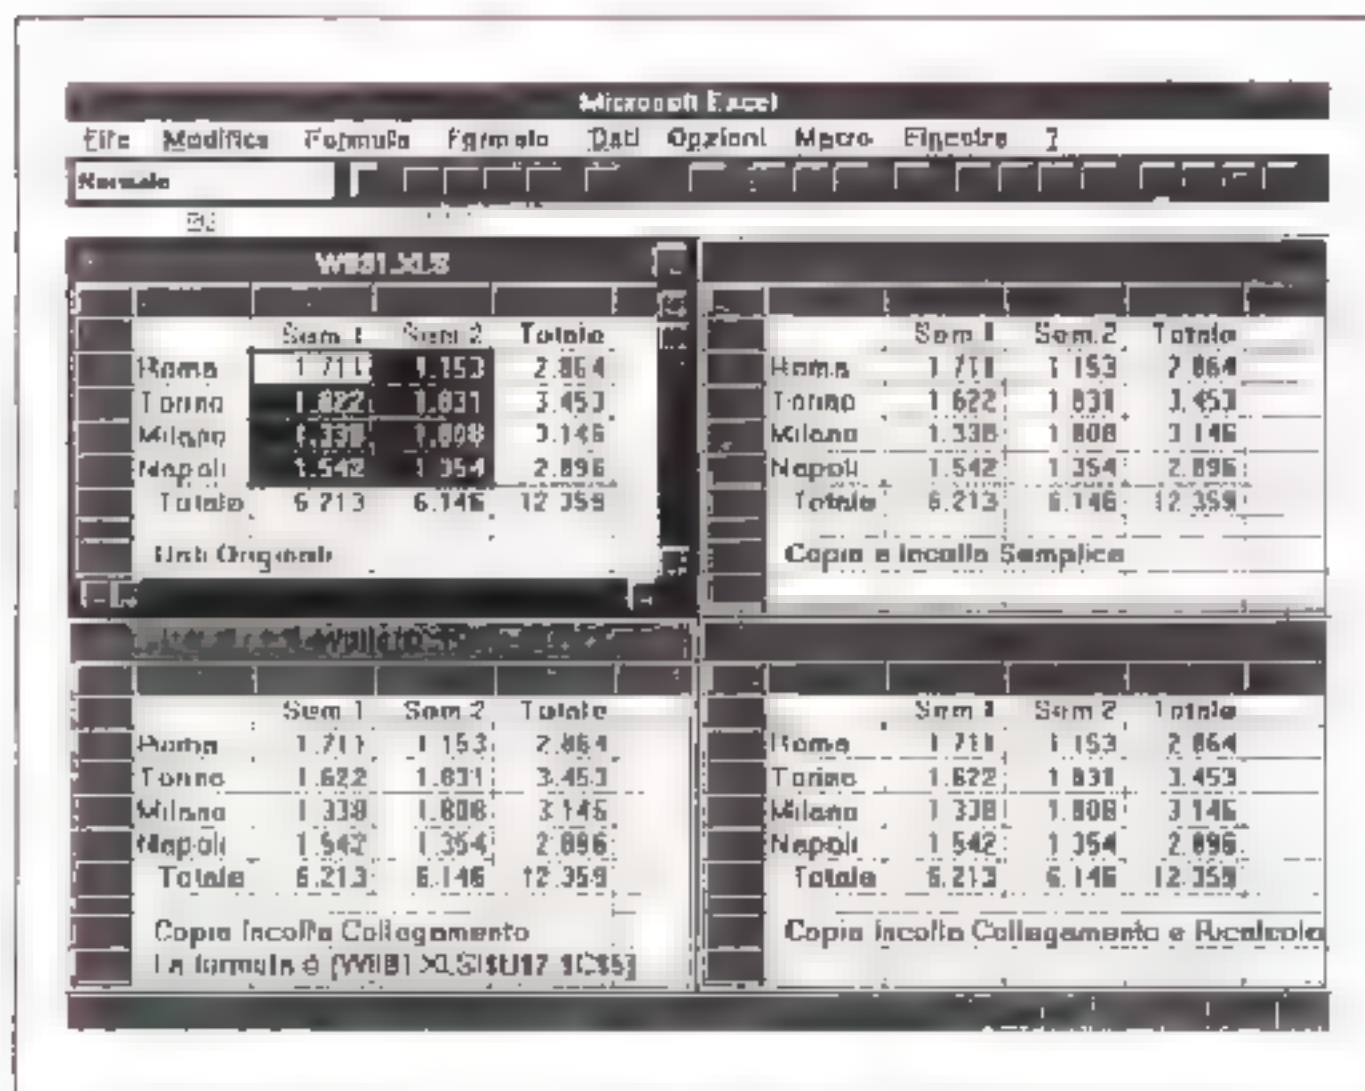 Microsoft Excel
File Modifica Formula Formato Dati Opzioni Macro Finestra ?
Normale
B2
WIIB1.XLS
Sem 1 Sem 2 Totale
Roma 1.711 1.153 2.864
Torino 1.622 1.831 3.453
Milano 1.338 1.808 3.146
Napoli 1.542 1.354 2.896
Totale 6.213 6.146 12.359
Dati Originali
Sem 1 Sem 2 Totale
Roma 1.711 1.153 2.864
Torino 1.622 1.831 3.453
Milano 1.338 1.808 3.146
Napoli 1.542 1.354 2.896
Totale 6.213 6.146 12.359
Copia e Incolla Semplice
Sem 1 Sem 2 Totale
Roma 1.711 1.153 2.864
Torino 1.622 1.831 3.453
Milano 1.338 1.808 3.146
Napoli 1.542 1.354 2.896
Totale 6.213 6.146 12.359
Copia Incolla Collegamento
La formula è
Sem 1 Sem 2 Totale
Roma 1.711 1.153 2.864
Torino 1.622 1.831 3.453
Milano 1.338 1.808 3.146
Napoli 1.542 1.354 2.896
Totale 6.213 6.146 12.359
Copia Incolla Collegamento e Ricalcola